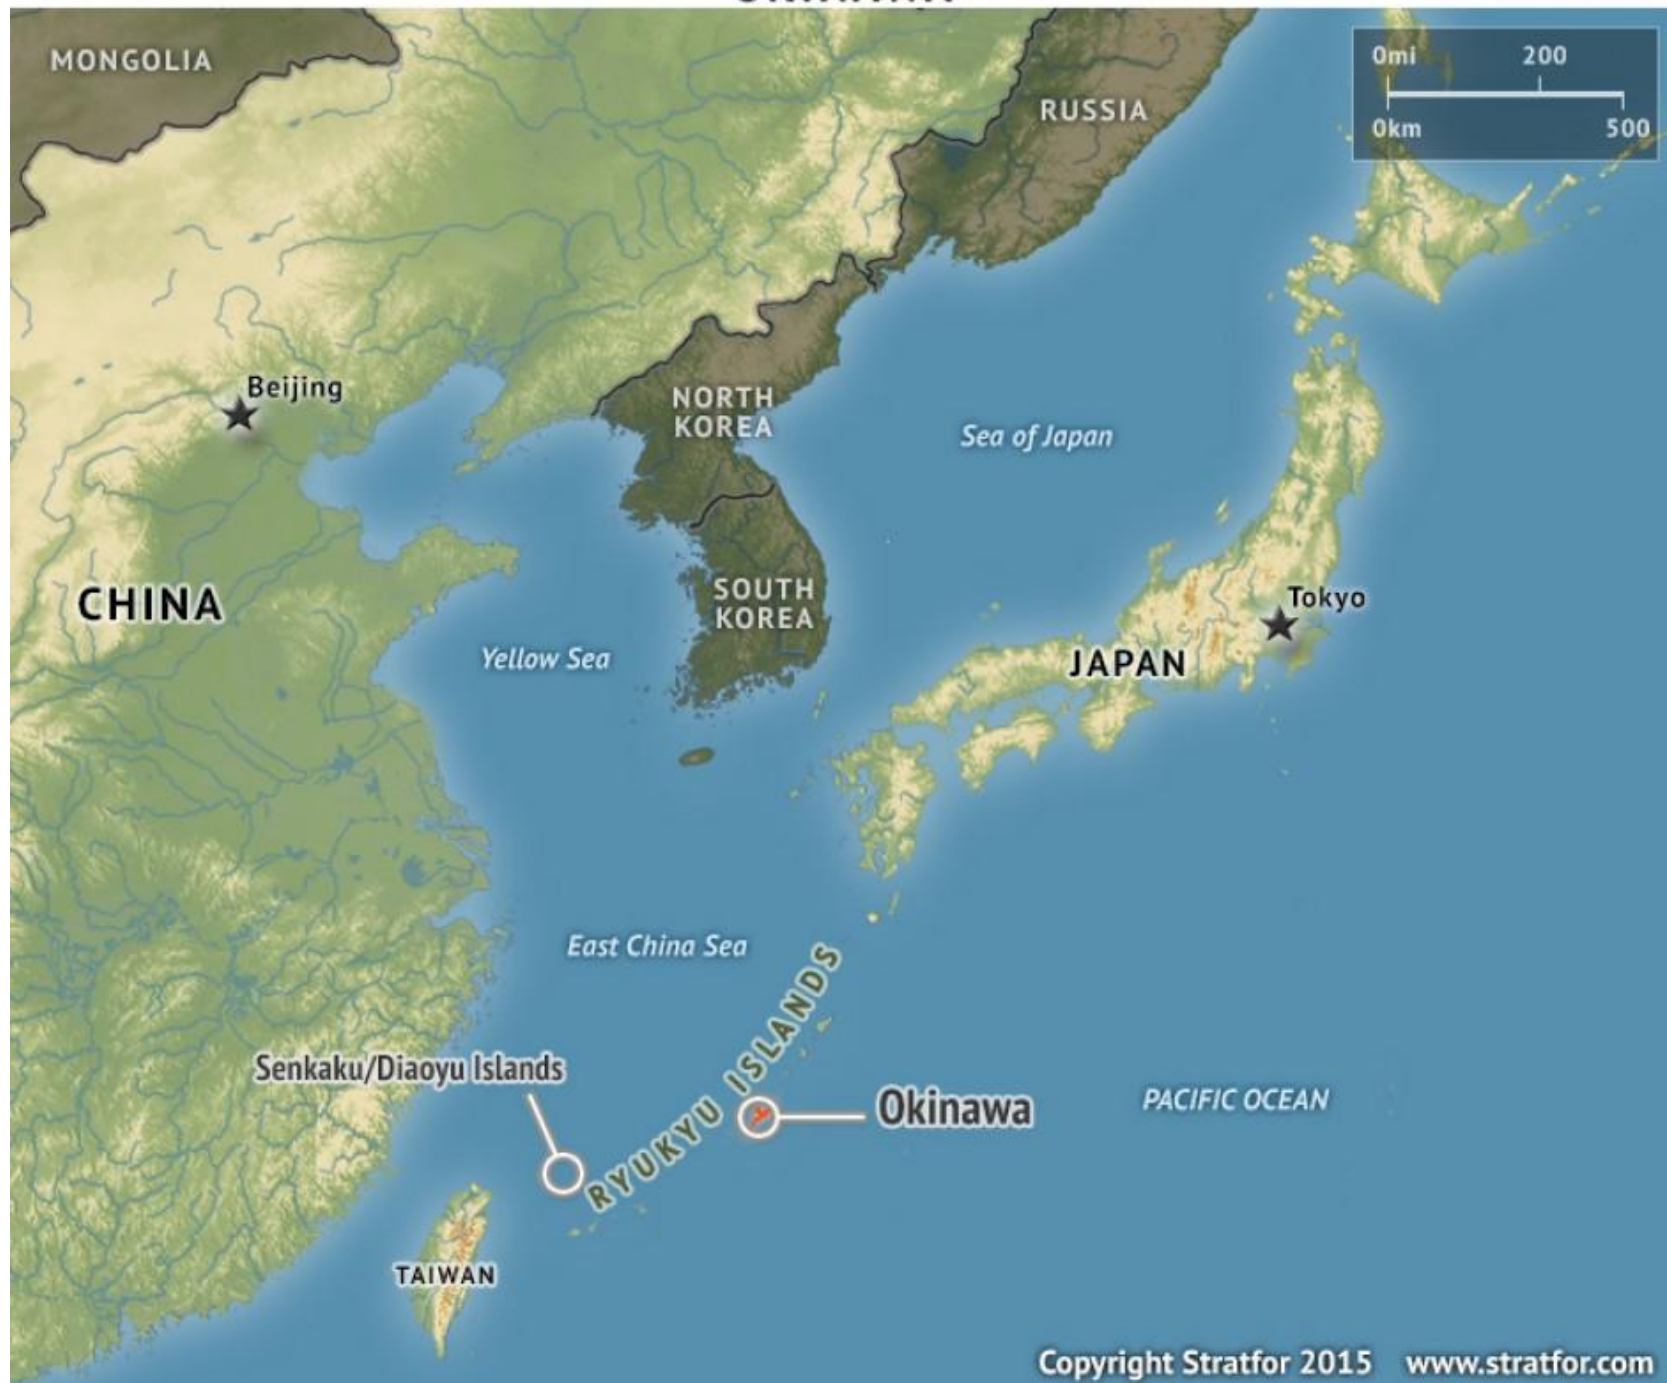 MONGOLIA
0mi 200
0km 500
RUSSIA
Beijing
NORTH
KOREA
Sea of Japan
CHINA
SOUTH
KOREA
Tokyo
Yellow Sea
JAPAN
East China Sea
RYUKYU ISLANDS
Senkaku/Diaoyu Islands
Okinawa
PACIFIC OCEAN
TAIWAN
Copyright Stratfor 2015 www.stratfor.com